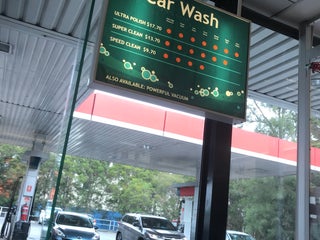 Car Wash
ULTRA POLISH $17.70
SUPER CLEAN $13.70
SPEED CLEAN $9.70
ALSO AVAILABLE: POWERFUL VACUUM